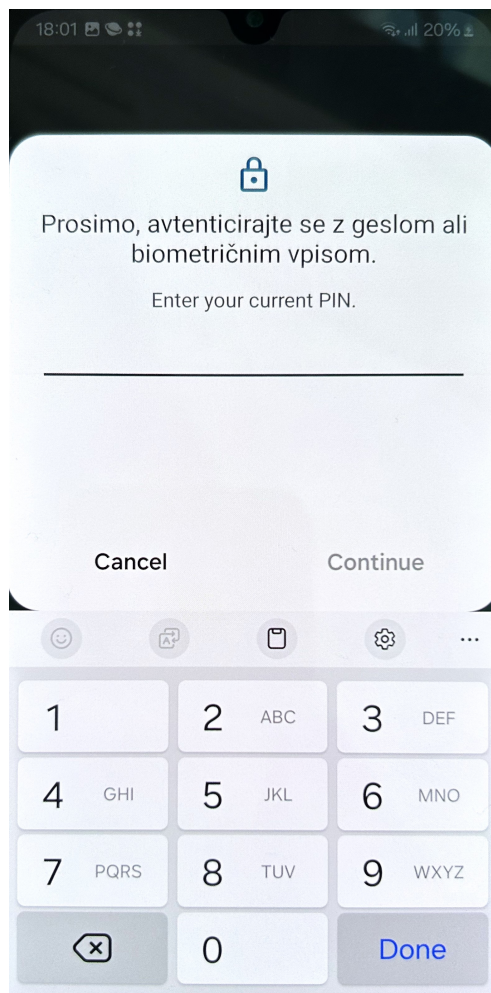 18:01
20%
Prosimo, avtenticirajte se z geslom ali
biometričnim vpisom.
Enter your current PIN.
Cancel
Continue
1
2 ABC
3 DEF
4 GHI
5 JKL
6 MNO
7 PQRS
8 TUV
9 WXYZ
0
Done